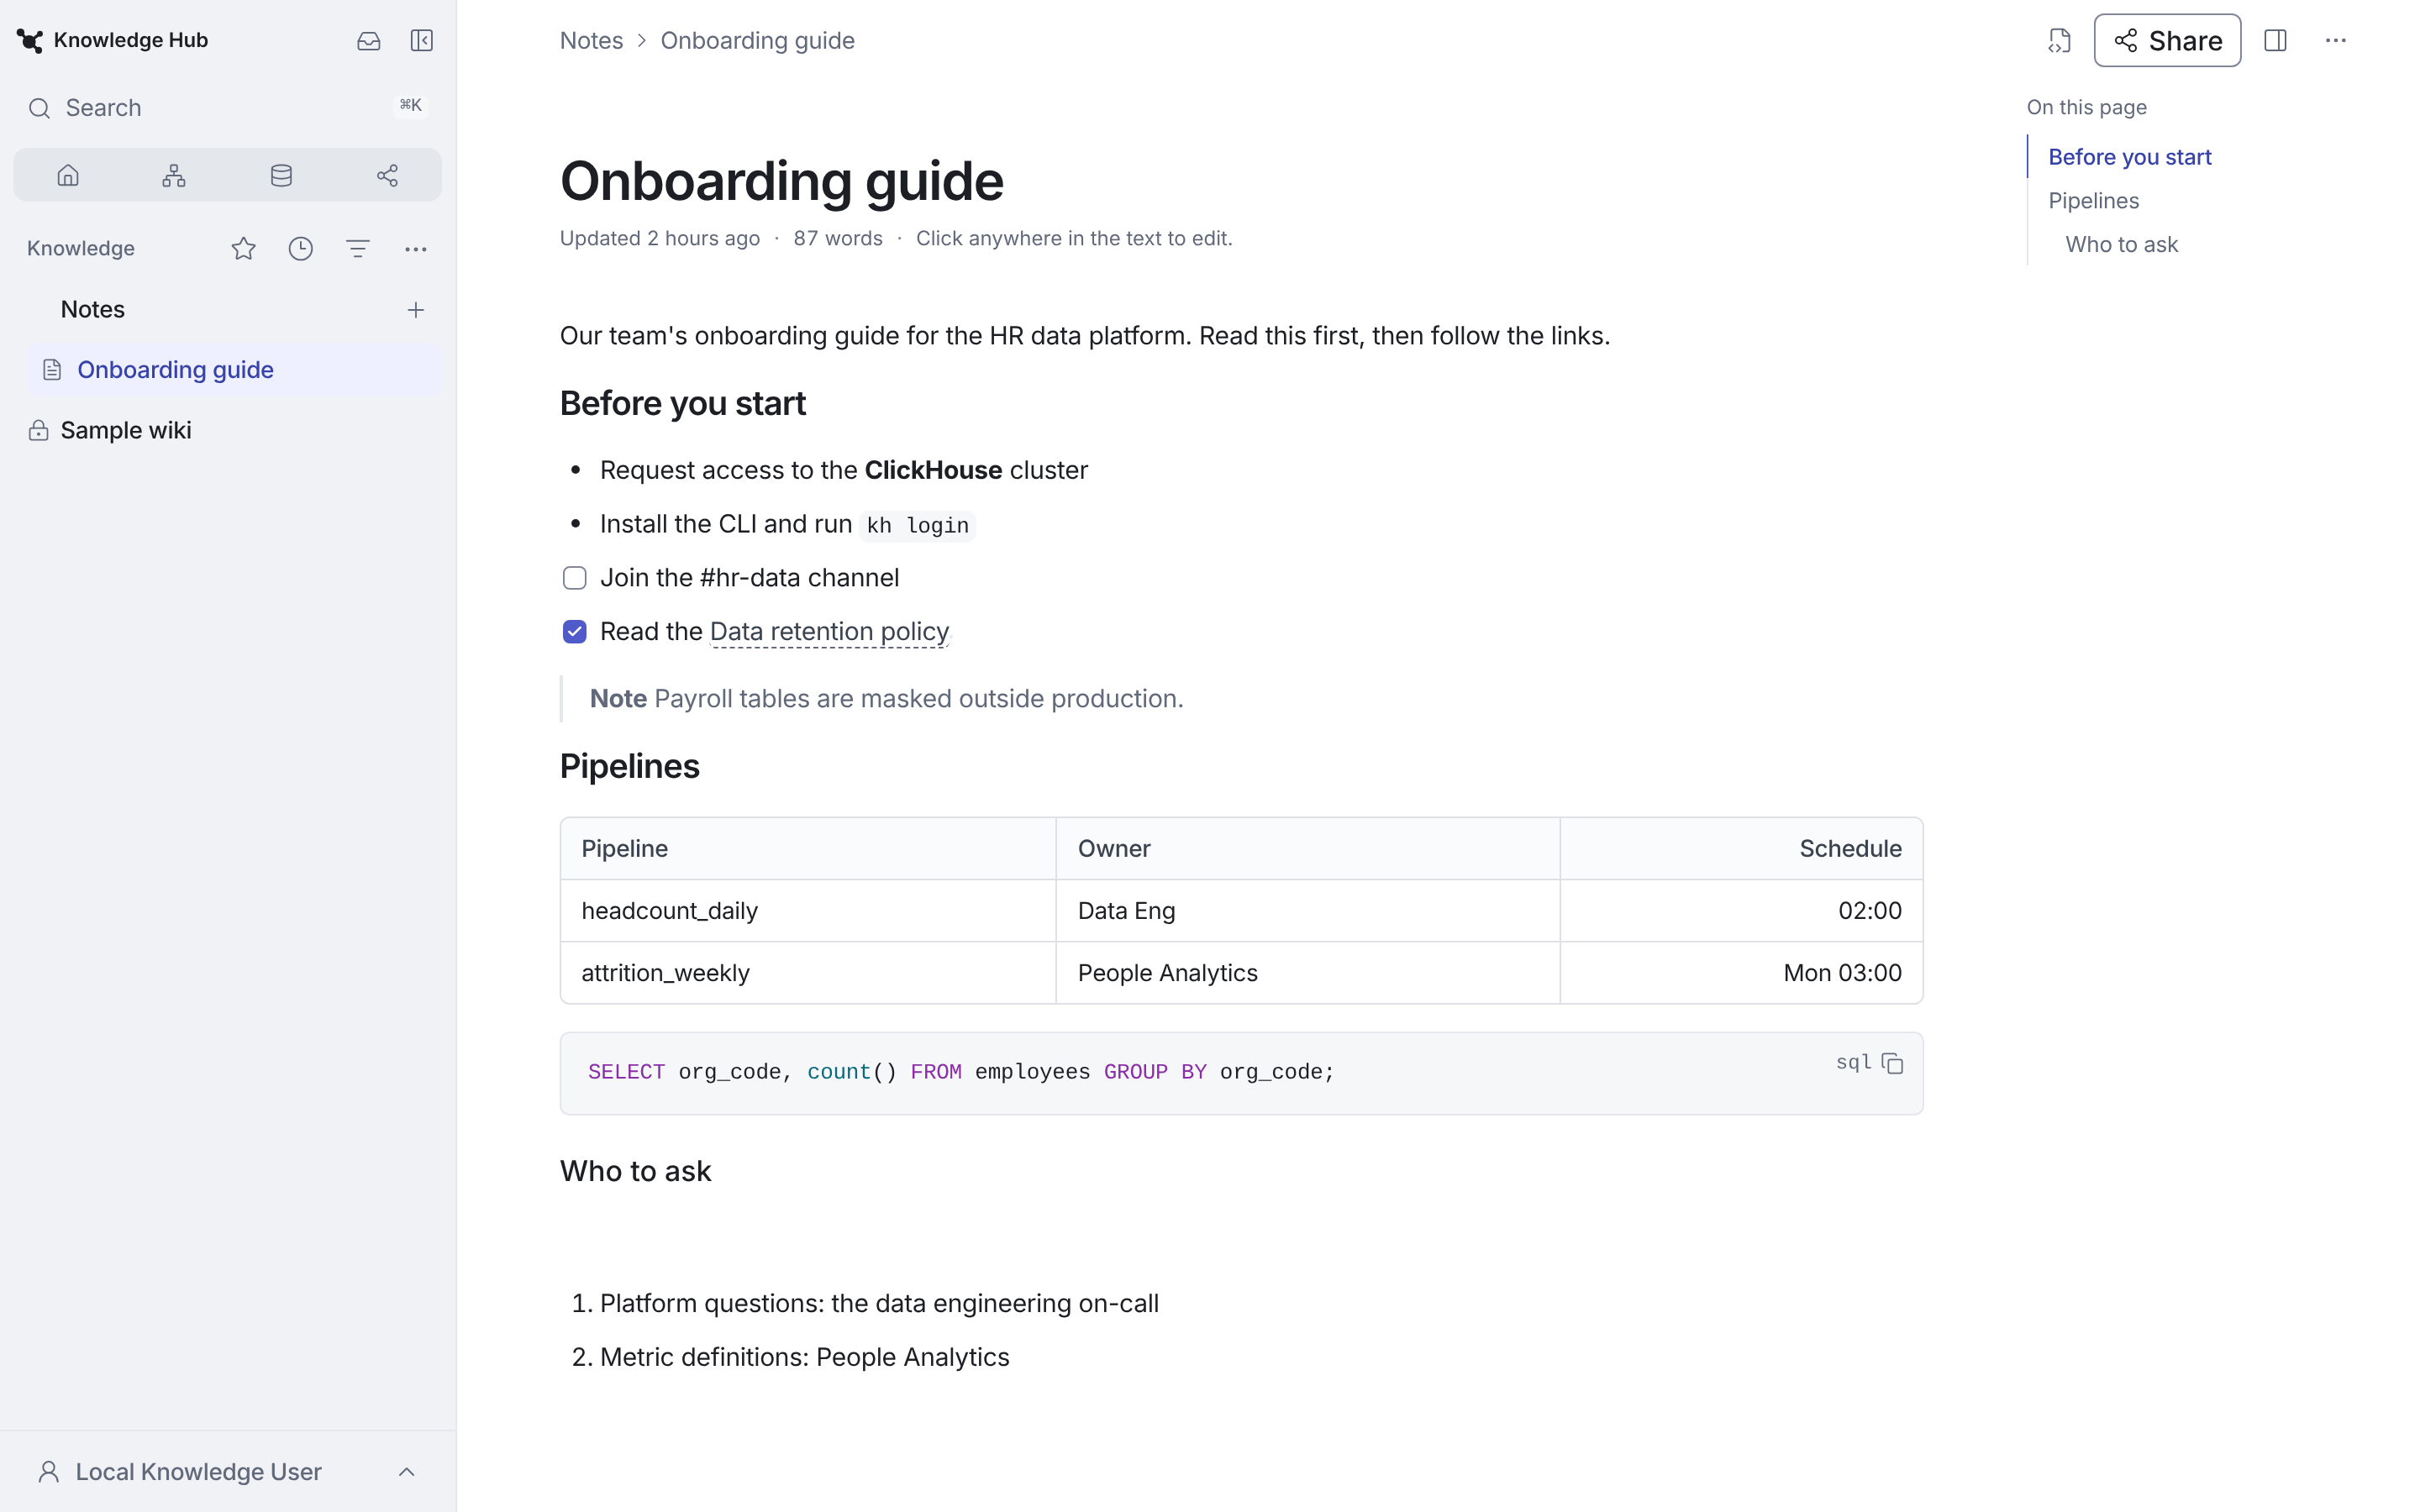 Knowledge Hub
Search
⌘K
Knowledge
Notes
Onboarding guide
Sample wiki
Local Knowledge User
Notes > Onboarding guide
Share
Onboarding guide
Updated 2 hours ago · 87 words · Click anywhere in the text to edit.
Our team's onboarding guide for the HR data platform. Read this first, then follow the links.
Before you start
• Request access to the ClickHouse cluster
• Install the CLI and run kh login
Join the #hr-data channel
Read the Data retention policy
Note Payroll tables are masked outside production.
Pipelines
Pipeline Owner Schedule
headcount_daily Data Eng 02:00
attrition_weekly People Analytics Mon 03:00
SELECT org_code, count() FROM employees GROUP BY org_code;
sql
Who to ask
1. Platform questions: the data engineering on-call
2. Metric definitions: People Analytics
On this page
Before you start
Pipelines
Who to ask